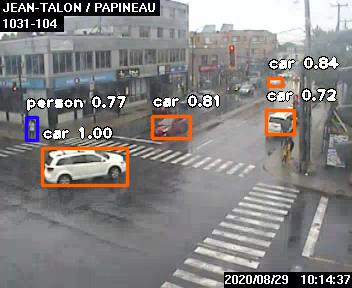 JEAN-TALON / PAPINEAU
1031-104
car 0.84
person 0.77
car 0.81
car 0.72
car 1.00
2020/08/29 10:14:37